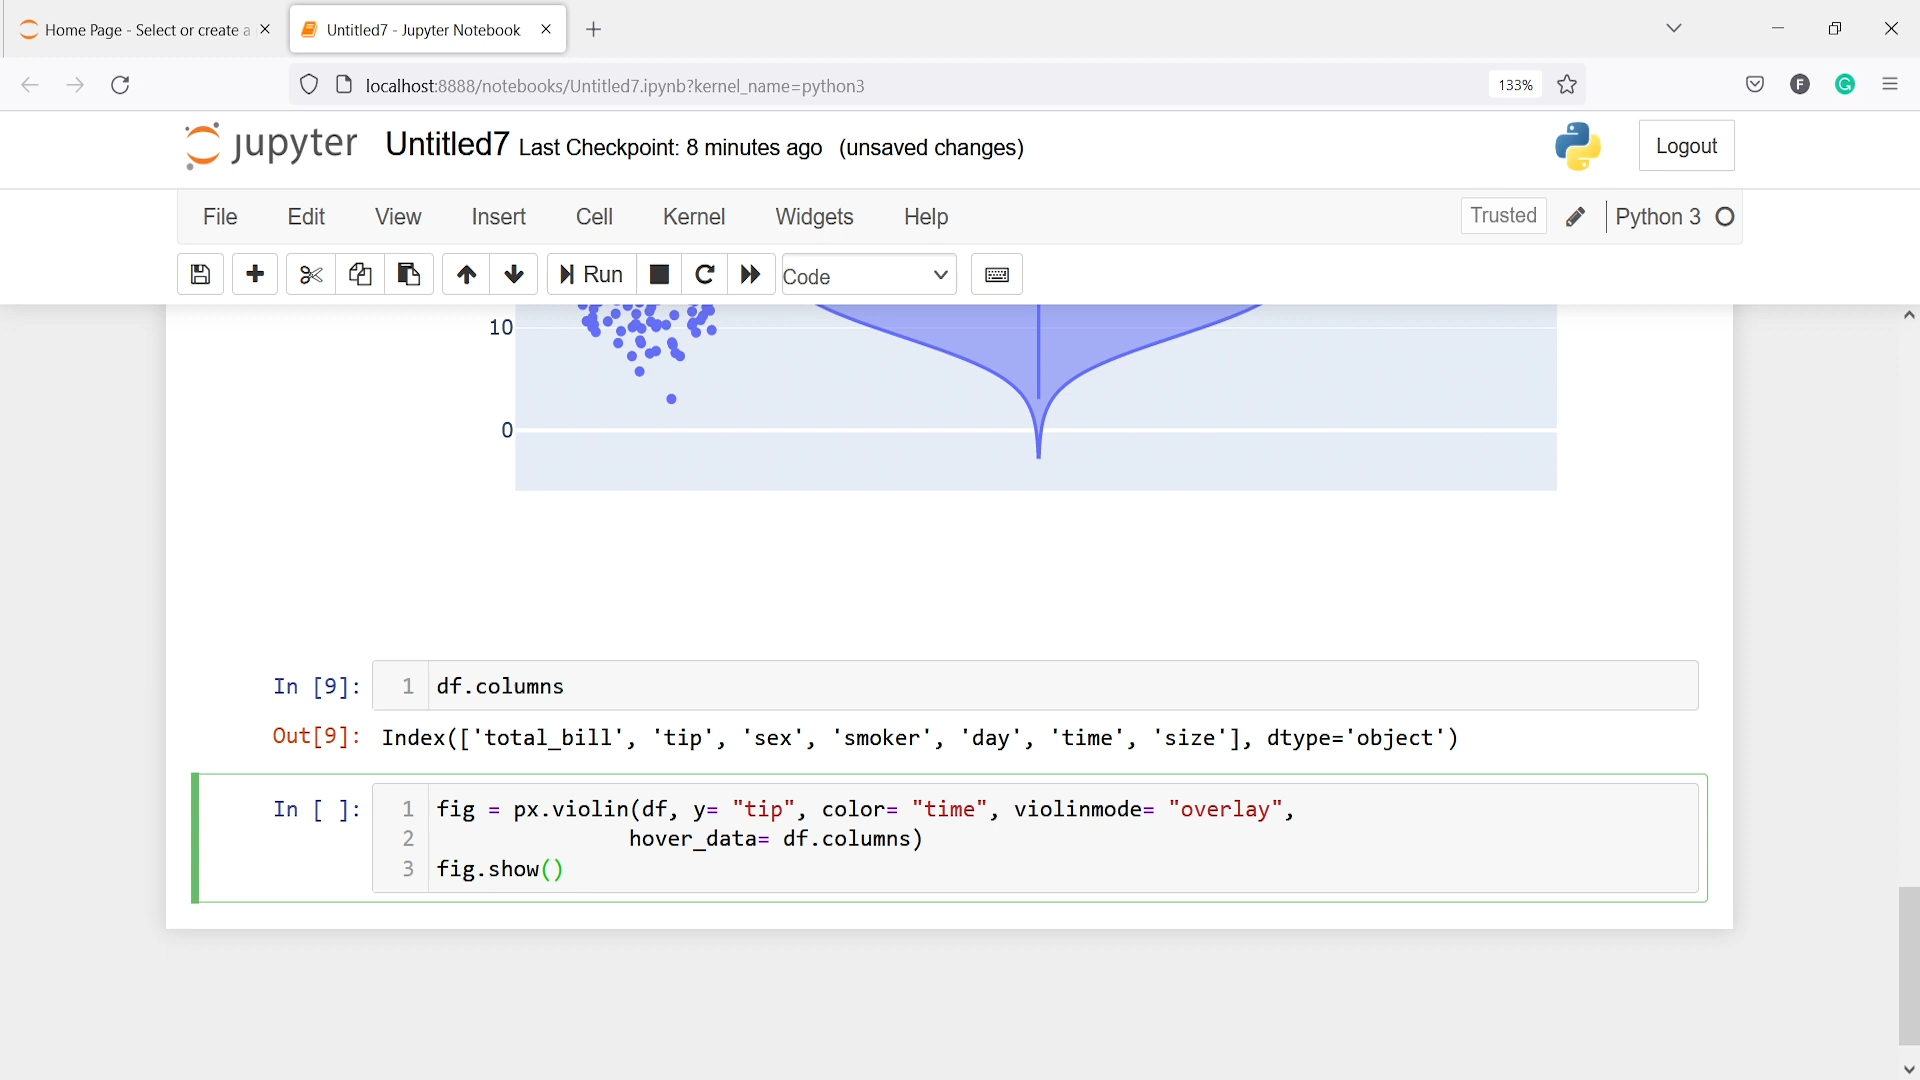 Home Page - Select or create a
Untitled7 - Jupyter Notebook
localhost:8888/notebooks/Untitled7.ipynb?kernel_name=python3
133%
F
G
jupyter Untitled7 Last Checkpoint: 8 minutes ago (unsaved changes)
Logout
File Edit View Insert Cell Kernel Widgets Help
Trusted
Python 3
Run
Code
10
0
In [9]: 1 df.columns
Out[9]: Index(['total_bill', 'tip', 'sex', 'smoker', 'day', 'time', 'size'], dtype='object')
In [ ]: 1 fig = px.violin(df, y= "tip", color= "time", violinmode= "overlay",
2 hover_data= df.columns)
3 fig.show()